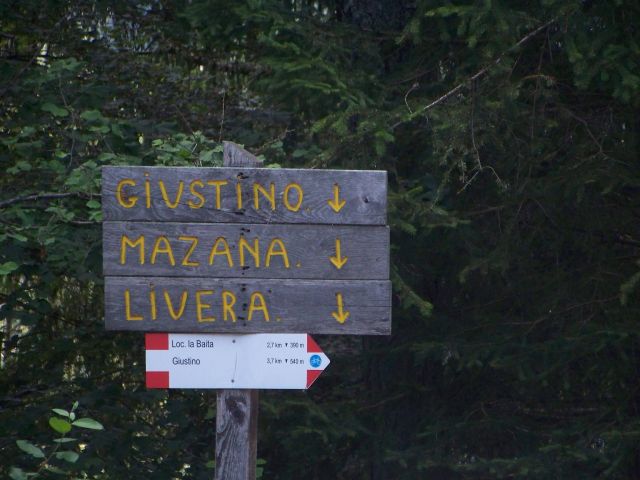 GIUSTINO ↓
MAZANA. ↓
LIVERA. ↓
Loc. la Baita 2,7 km ▼ 390 m
Giustino 3,7 km ▼ 540 m